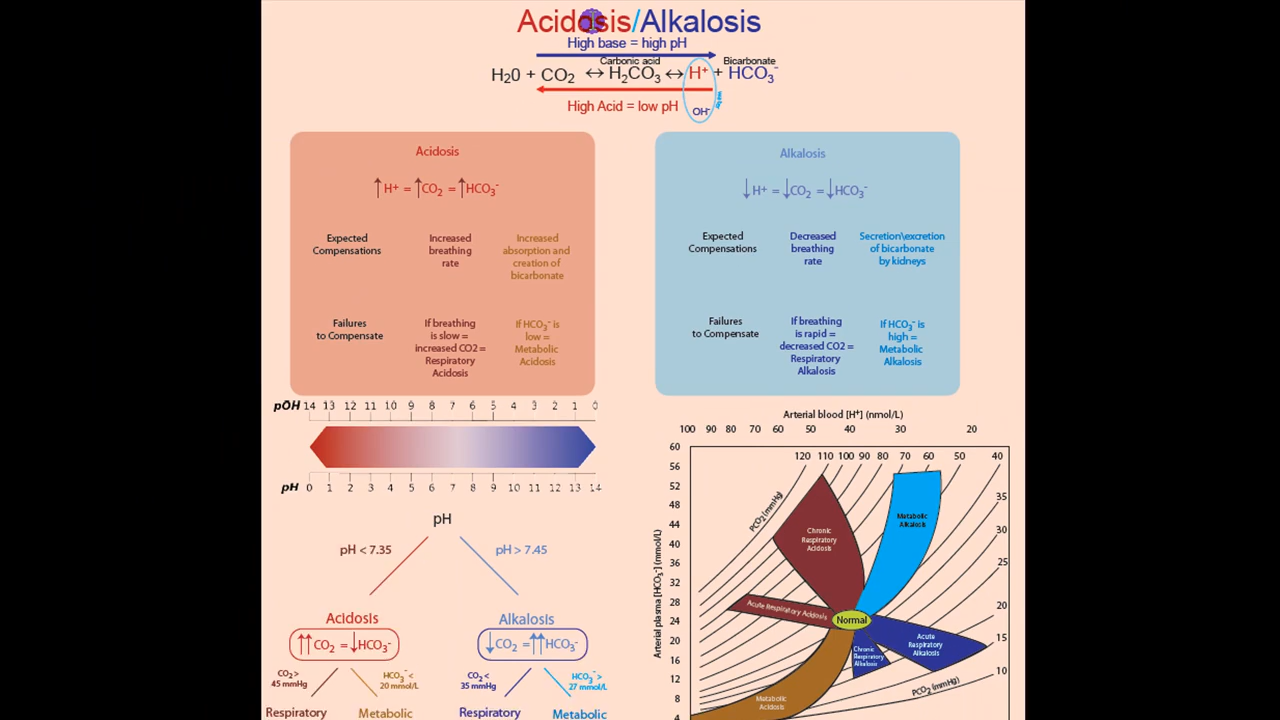 Acidosis/Alkalosis
High base = high pH
Carbonic acid
Bicarbonate
H20 + CO2 ↔ H2CO3 ↔ H+ + HCO3-
High Acid = low pH
OH-
Acidosis
↑H+ = ↑CO2 = ↑HCO3-
Expected
Compensations
Increased
breathing
rate
Increased
absorption and
creation of
bicarbonate
Failures
to Compensate
If breathing
is slow =
increased CO2 =
Respiratory
Acidosis
If HCO3- is
low =
Metabolic
Acidosis
Alkalosis
↓H+ = ↓CO2 = ↓HCO3-
Expected
Compensations
Decreased
breathing
rate
Secretion\excretion
of bicarbonate
by kidneys
Failures
to Compensate
If breathing
is rapid =
decreased CO2 =
Respiratory
Alkalosis
If HCO3- is
high =
Metabolic
Alkalosis
pOH 14 13 12 11 10 9 8 7 6 5 4 3 2 1 0
pH 0 1 2 3 4 5 6 7 8 9 10 11 12 13 14
pH
pH < 7.35
pH > 7.45
Acidosis
↑↑CO2 = ↓HCO3-
CO2 >
45 mmHg
HCO3- <
20 mmol/L
Respiratory
Metabolic
Alkalosis
↓CO2 = ↑↑HCO3-
CO2 <
35 mmHg
HCO3- >
27 mmol/L
Respiratory
Metabolic
Arterial blood [H+] (nmol/L)
100 90 80 70 60 50 40 30 20
Arterial plasma [HCO3-] (mmol/L)
60
56
52
48
44
40
36
32
28
24
20
16
12
8
4
120 110 100 90 80 70 60 50 40
35
30
25
20
15
10
PCO2 (mmHg)
Chronic
Respiratory
Acidosis
Metabolic
Alkalosis
Acute Respiratory Acidosis
Normal
Acute
Respiratory
Alkalosis
Chronic
Respiratory
Alkalosis
Metabolic
Acidosis
PCO2 (mmHg)